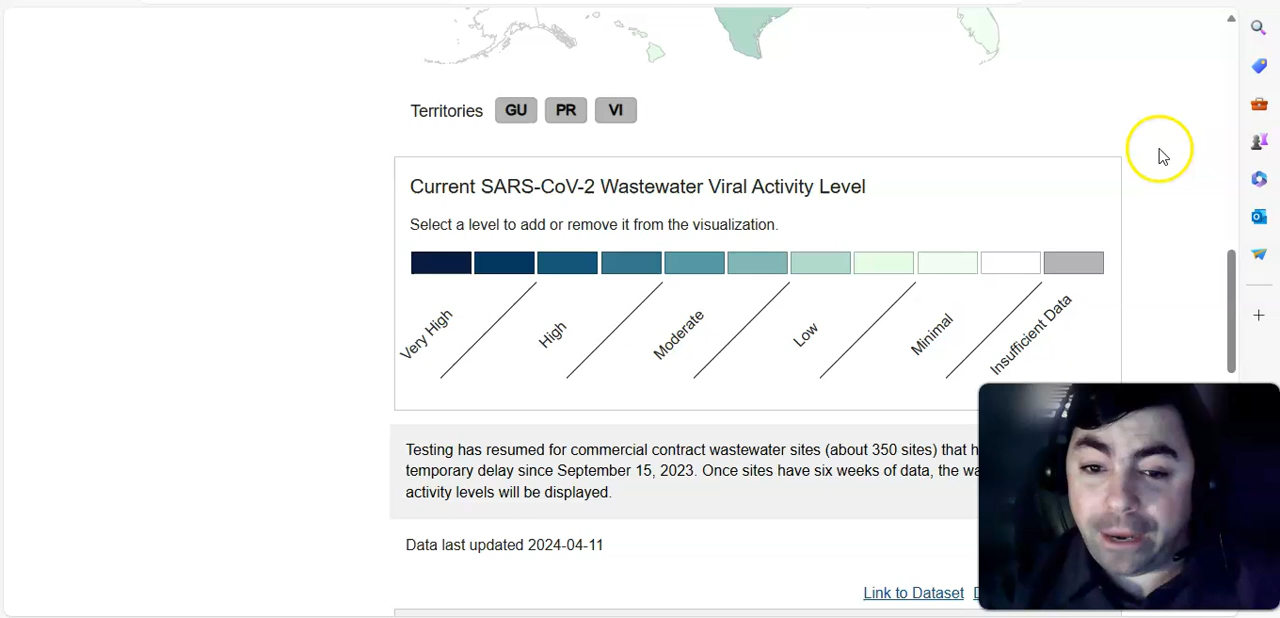 Territories GU PR VI
Current SARS-CoV-2 Wastewater Viral Activity Level
Select a level to add or remove it from the visualization.
Very High
High
Moderate
Low
Minimal
Insufficient Data
Testing has resumed for commercial contract wastewater sites (about 350 sites) that
temporary delay since September 15, 2023. Once sites have six weeks of data, the
activity levels will be displayed.
Data last updated 2024-04-11
Link to Dataset